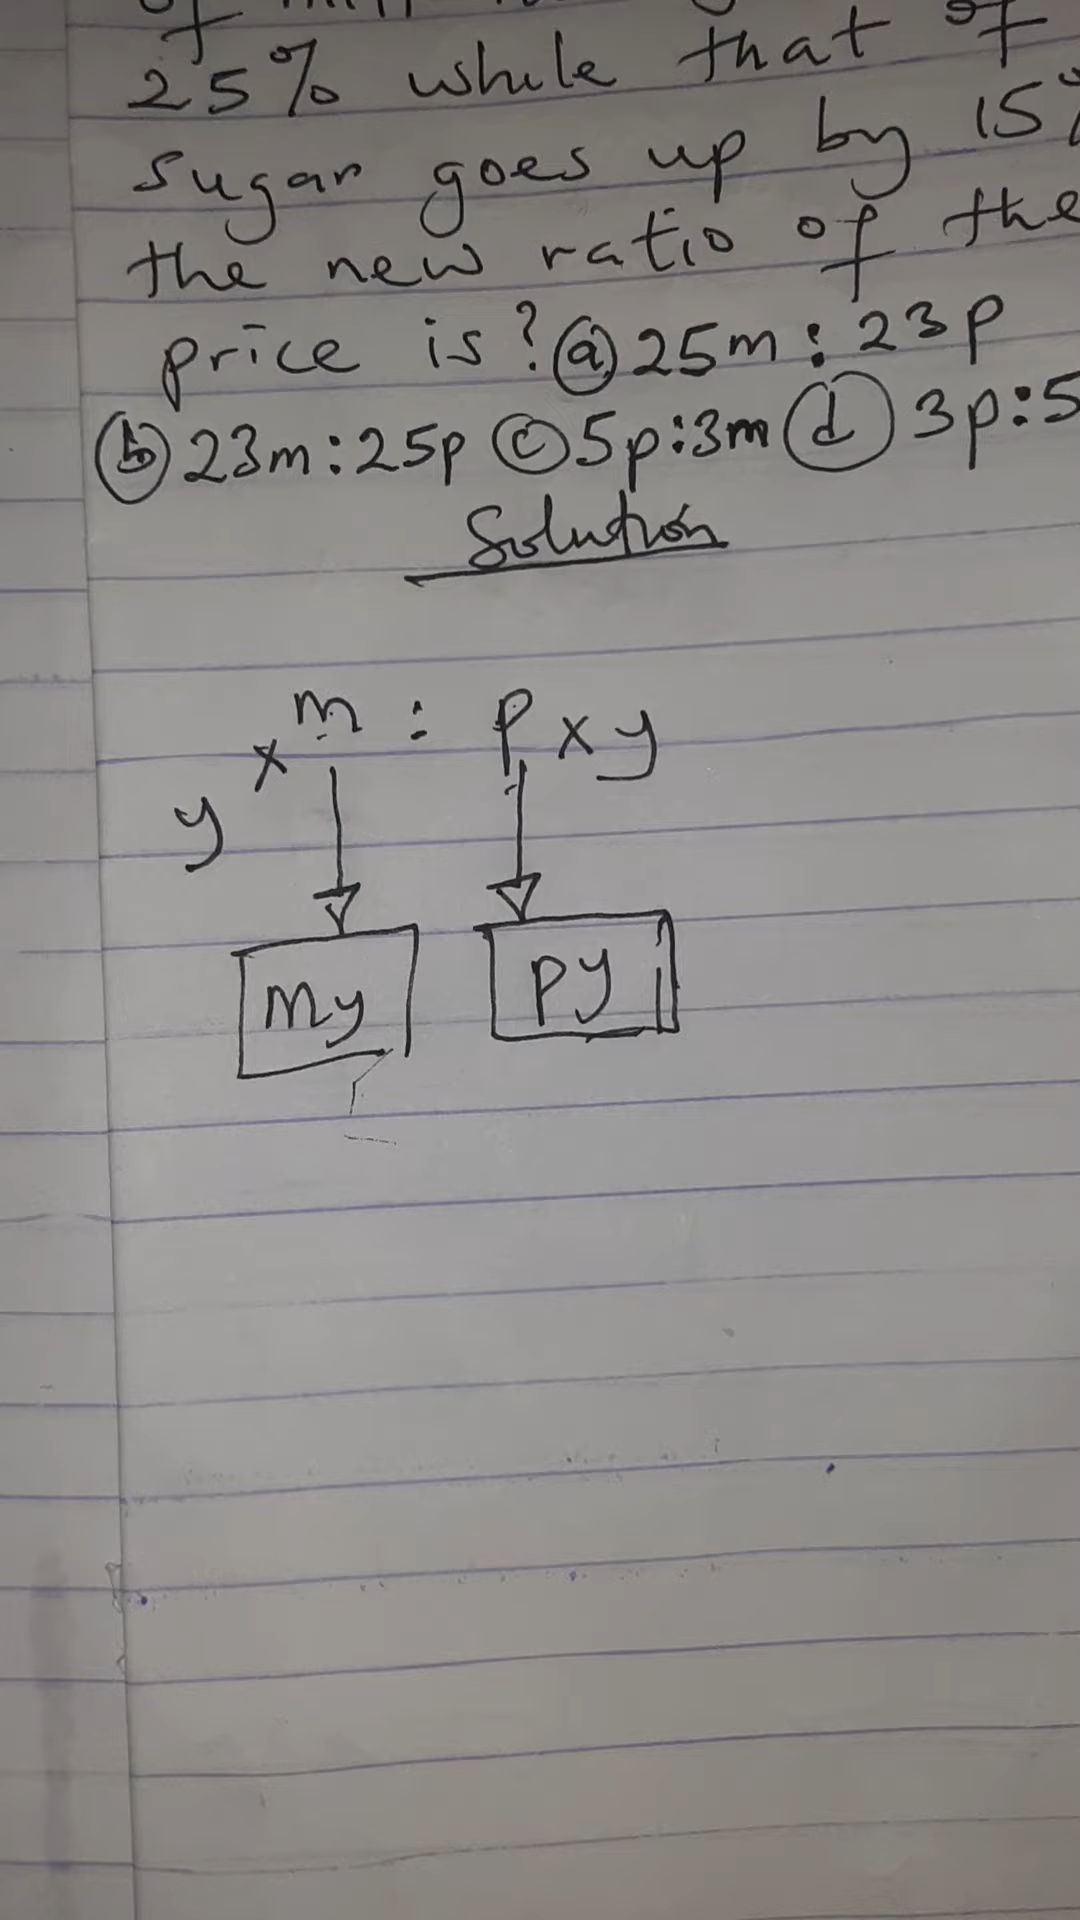 25% while that of
sugar goes up by 15%
the new ratio of the
price is? (a) 25m : 23p
(b) 23m : 25p (c) 5p:3m (d) 3p:5
Solution
m : p x y
x
y
My py